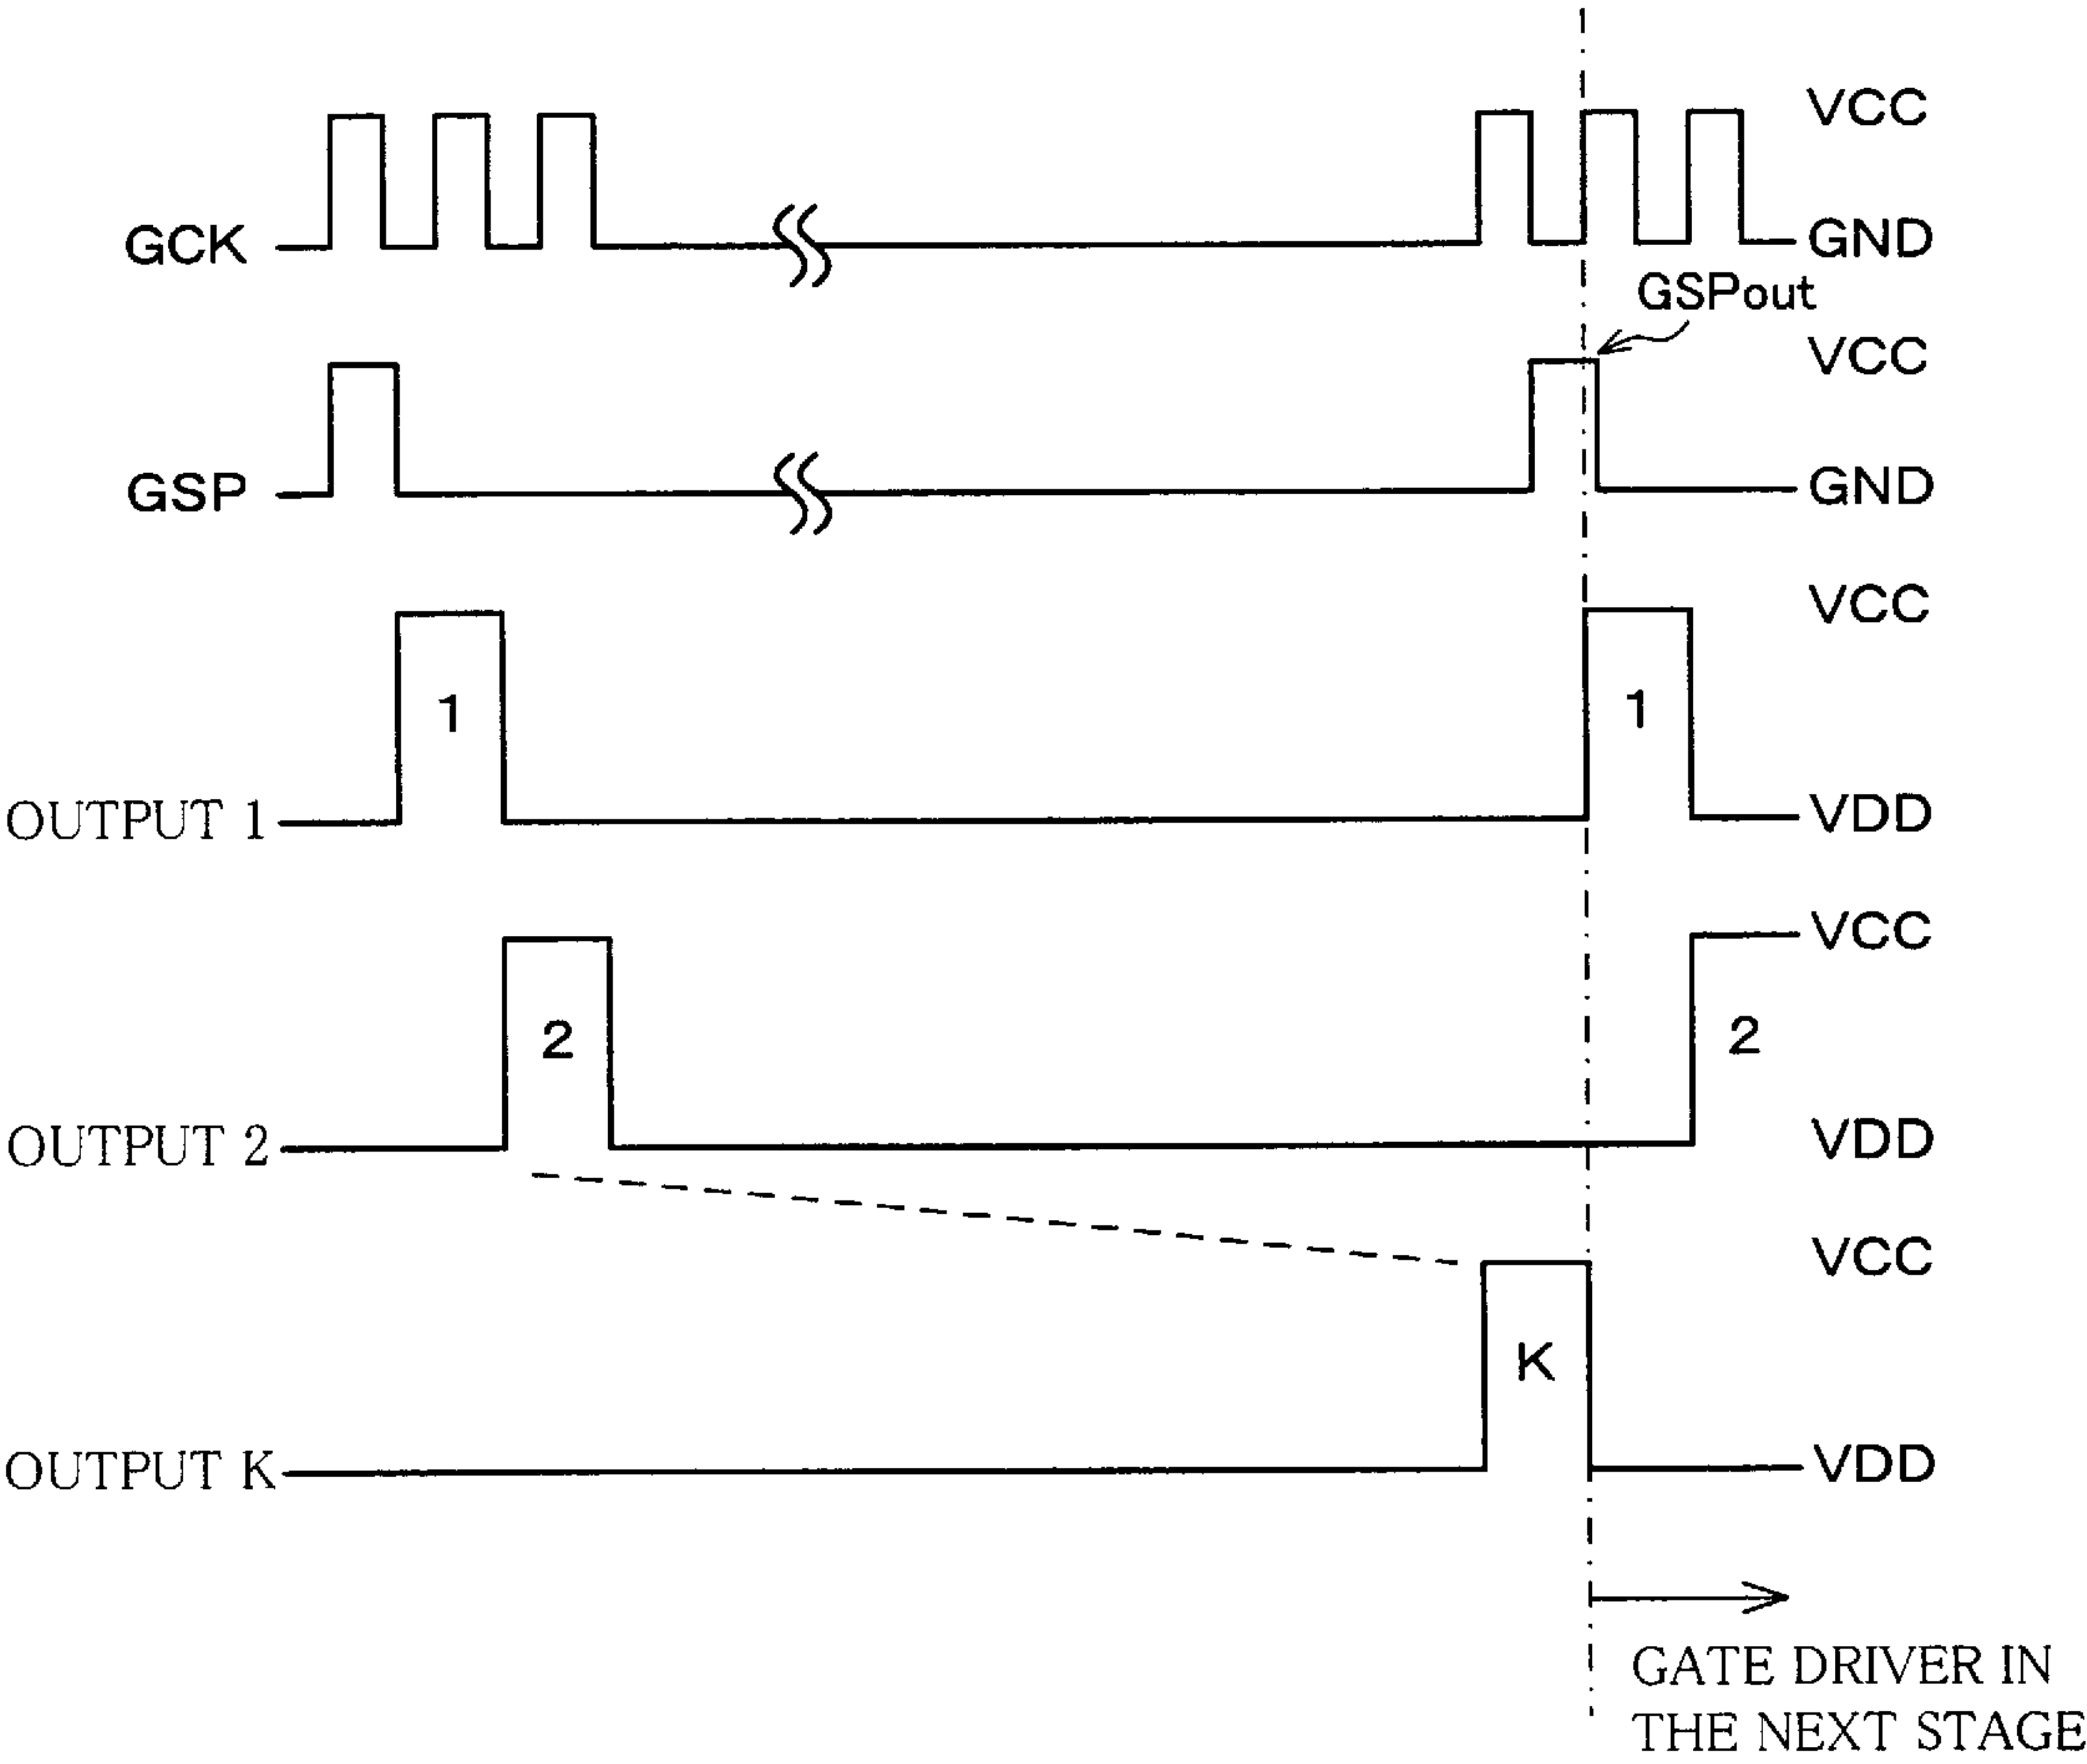 VCC
GCK
GND
GSPout
VCC
GSP
GND
VCC
1
1
OUTPUT 1
VDD
VCC
2
2
OUTPUT 2
VDD
VCC
K
OUTPUT K
VDD
GATE DRIVER IN
THE NEXT STAGE